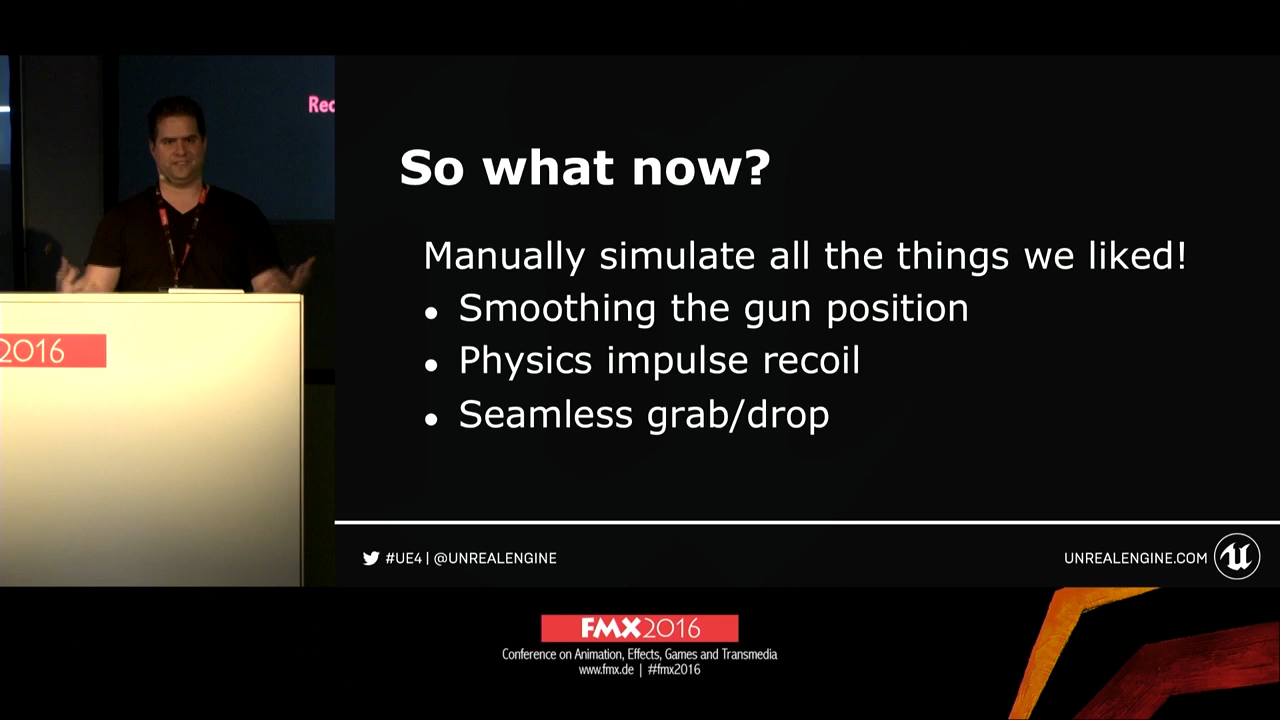 Rec
2016
So what now?
Manually simulate all the things we liked!
• Smoothing the gun position
• Physics impulse recoil
• Seamless grab/drop
#UE4 | @UNREALENGINE
UNREALENGINE.COM
FMX2016
Conference on Animation, Effects, Games and Transmedia
www.fmx.de | #fmx2016